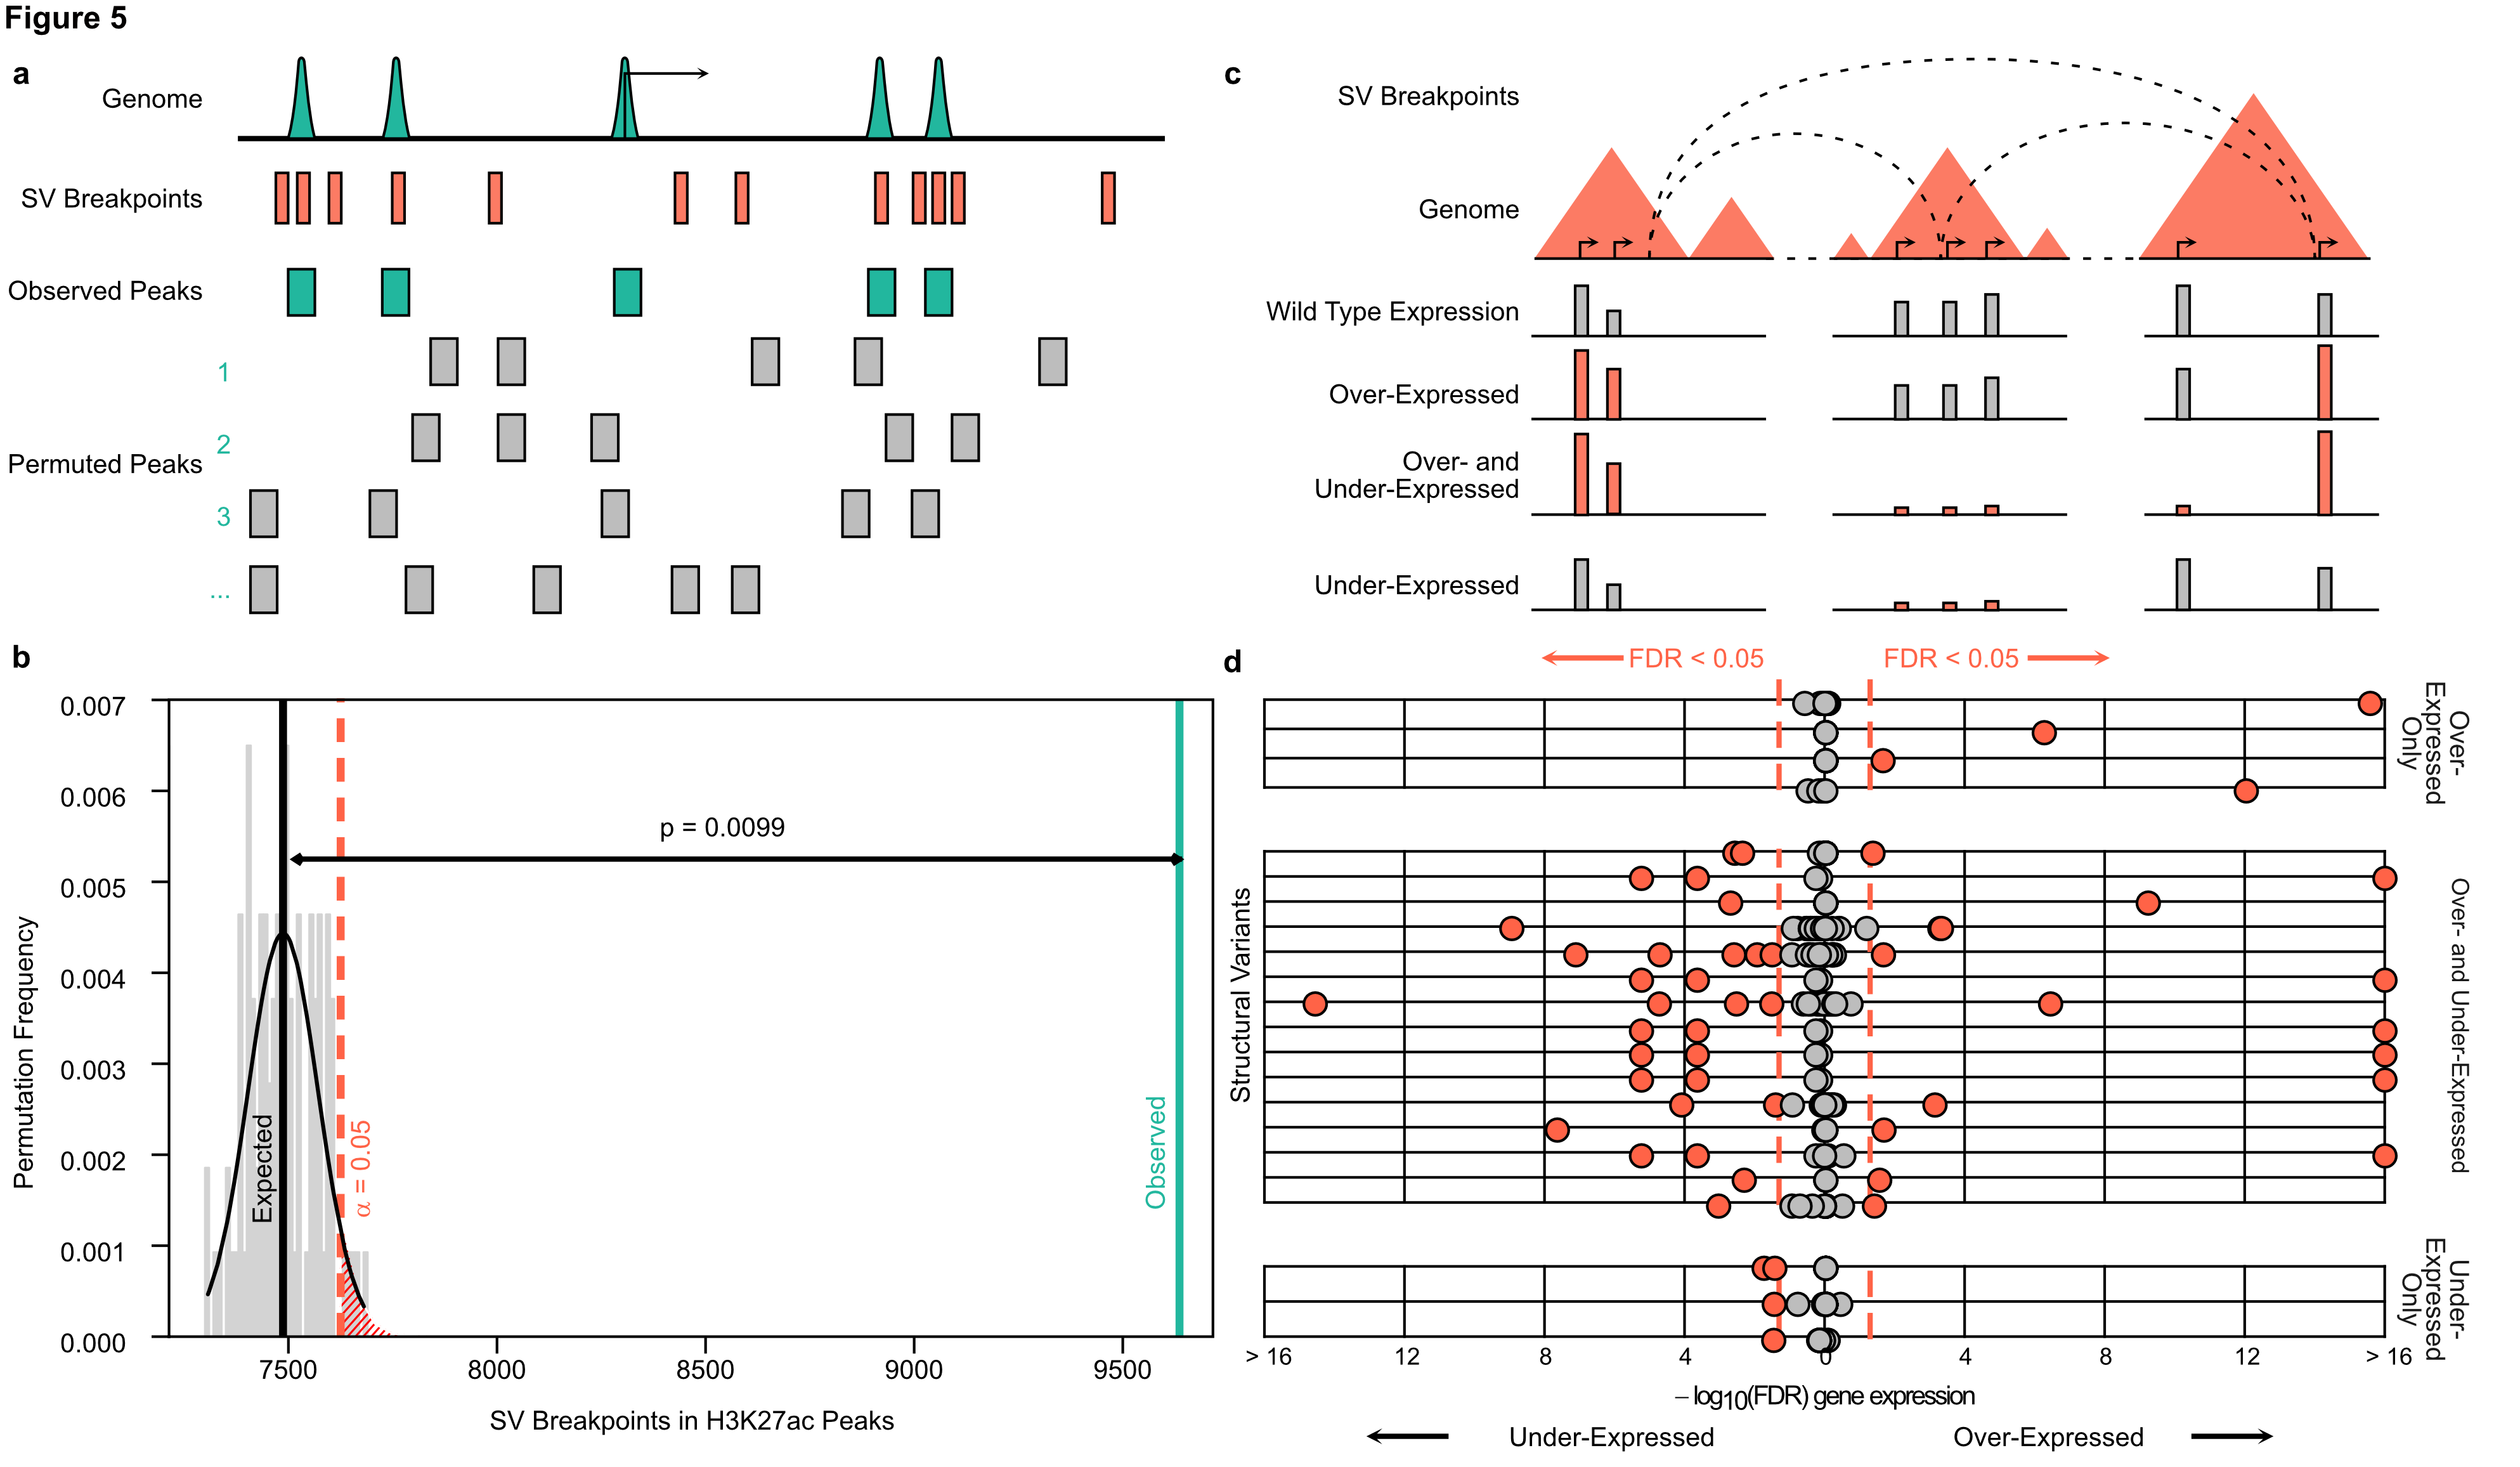 Figure 5
a
Genome
SV Breakpoints
Observed Peaks
1
2
Permuted Peaks
3
...
b
0.007
0.006
0.005
0.004
0.003
0.002
0.001
0.000
Permutation Frequency
p = 0.0099
Expected
α = 0.05
Observed
7500
8000
8500
9000
9500
SV Breakpoints in H3K27ac Peaks
c
SV Breakpoints
Genome
Wild Type Expression
Over-Expressed
Over- and
Under-Expressed
Under-Expressed
d
FDR < 0.05
FDR < 0.05
Over-
Expressed
Only
Structural Variants
Over- and Under-Expressed
Under-
Expressed
Only
> 16
12
8
4
0
4
8
12
> 16
– log10(FDR) gene expression
Under-Expressed
Over-Expressed